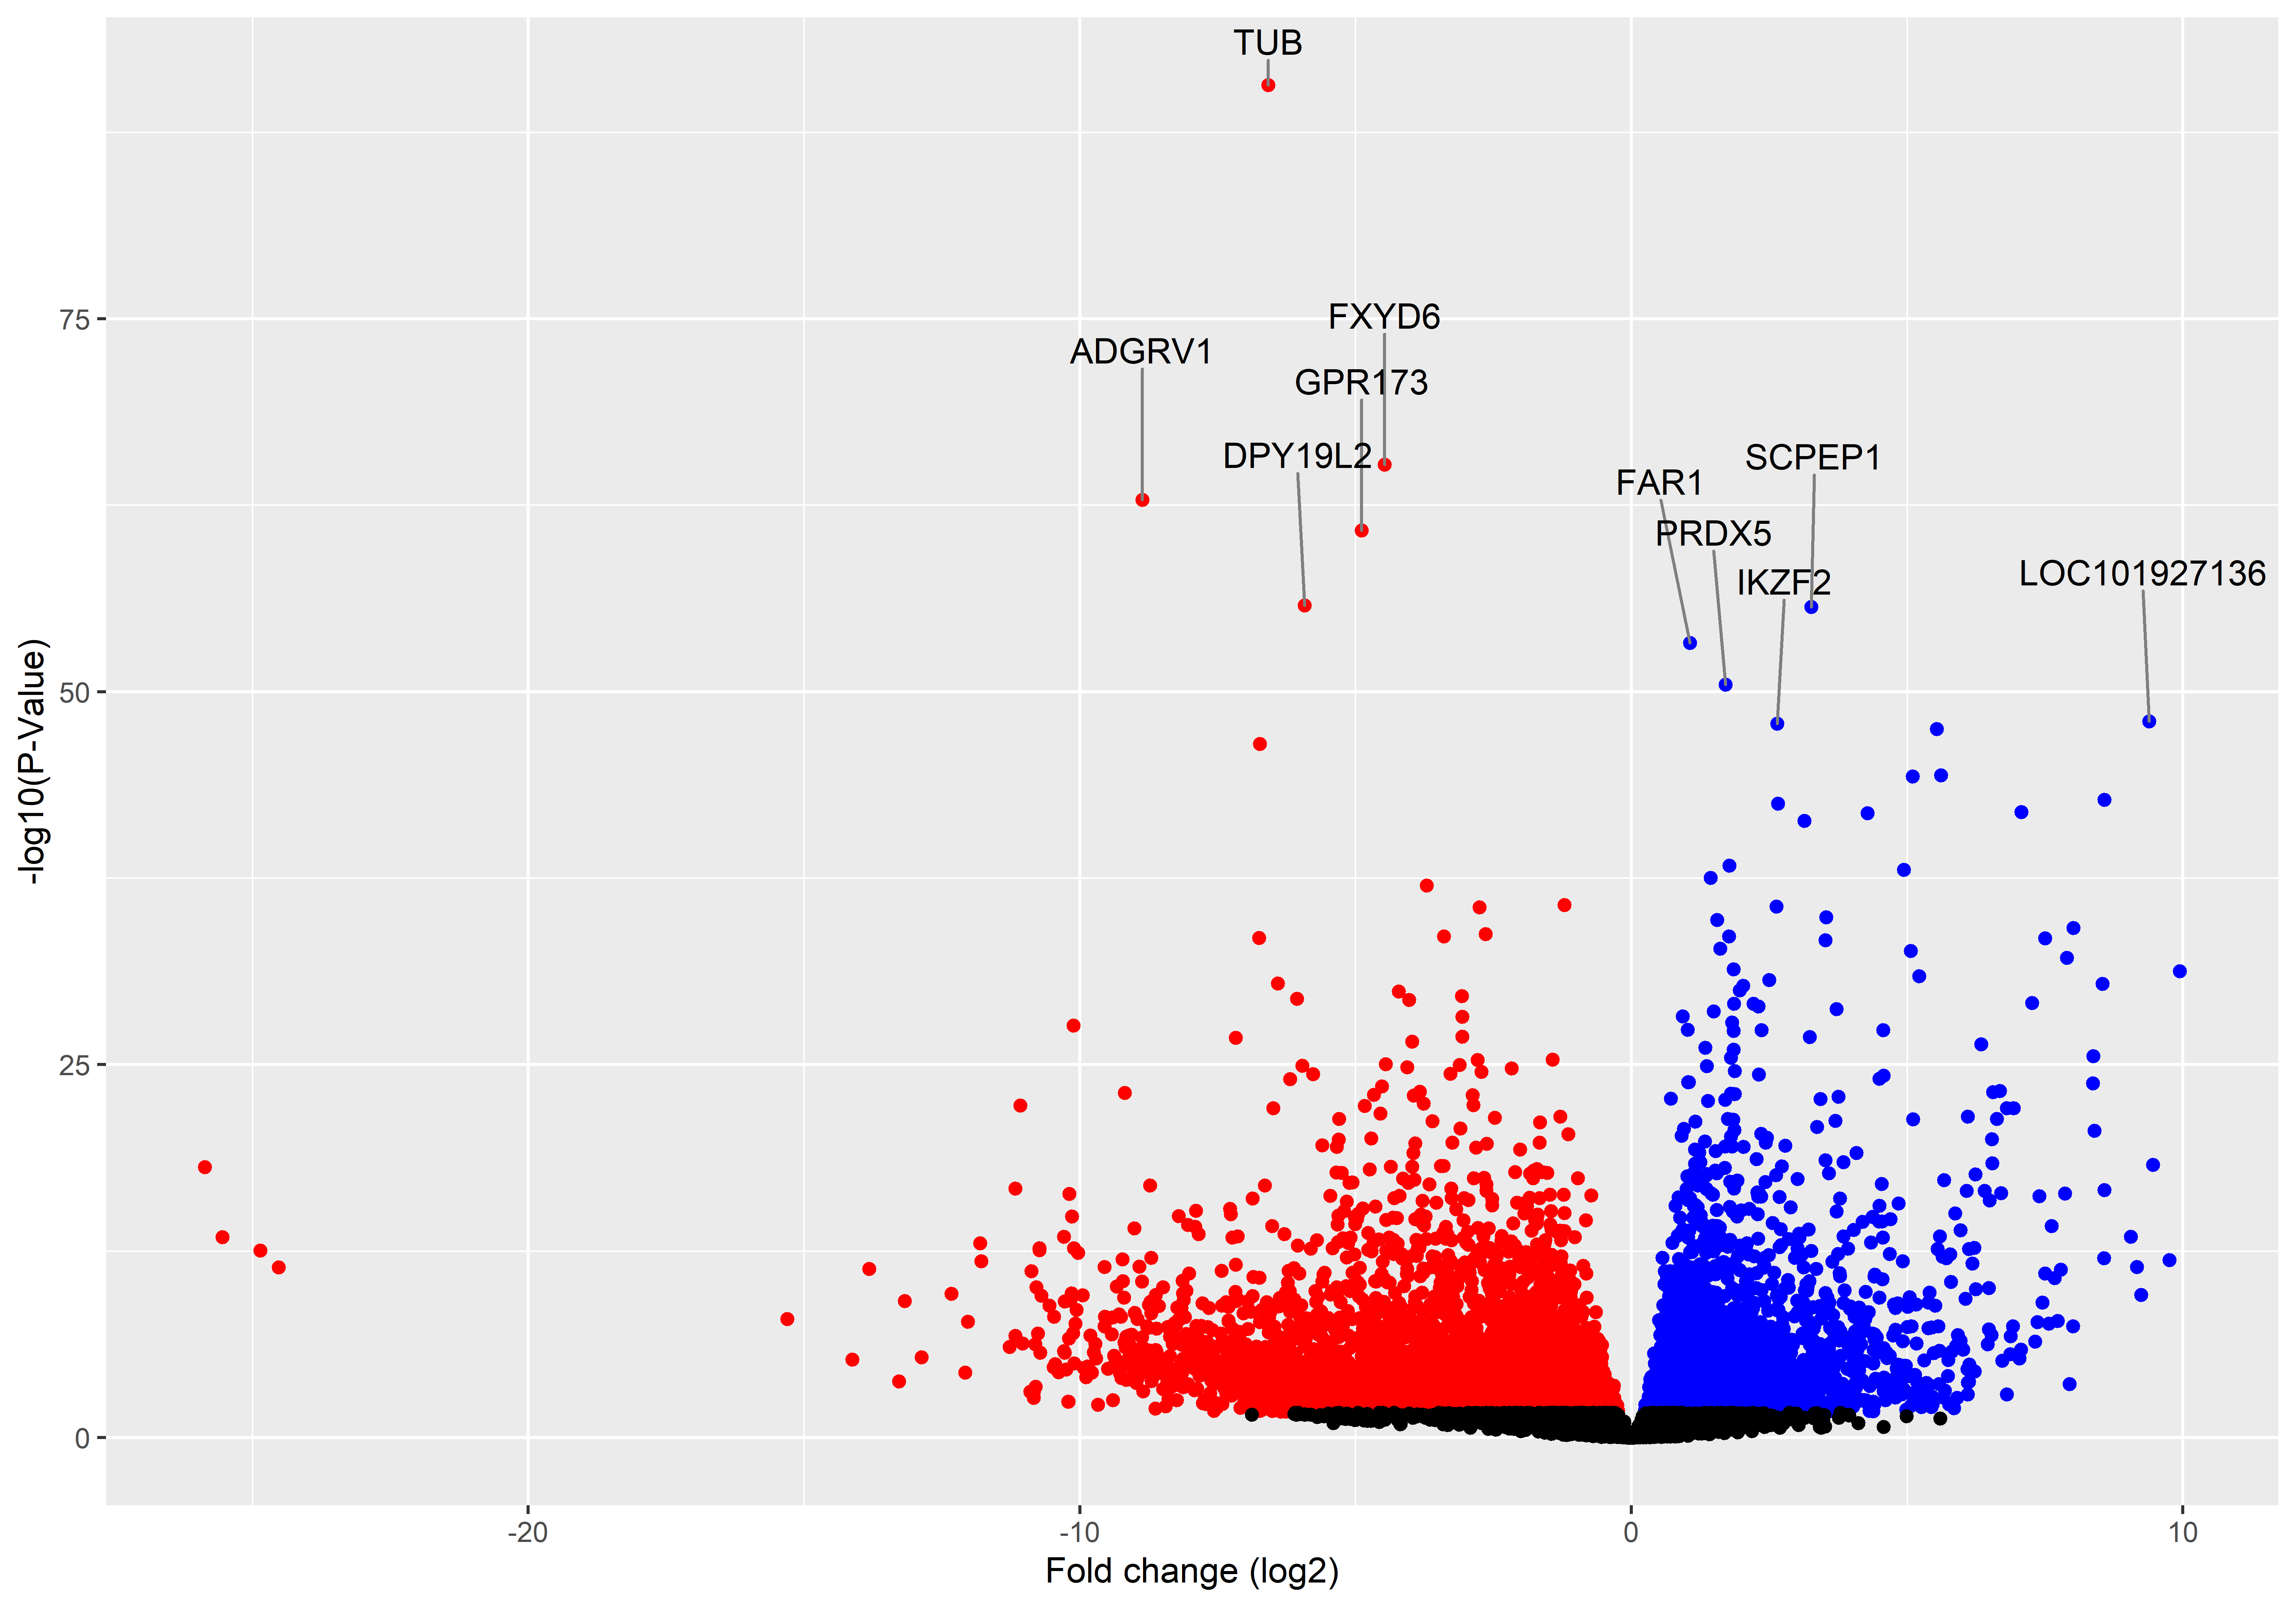 TUB
FXYD6
ADGRV1
GPR173
DPY19L2
SCPEP1
FAR1
PRDX5
IKZF2
LOC101927136
75
50
25
0
-log10(P-Value)
-20
-10
0
10
Fold change (log2)